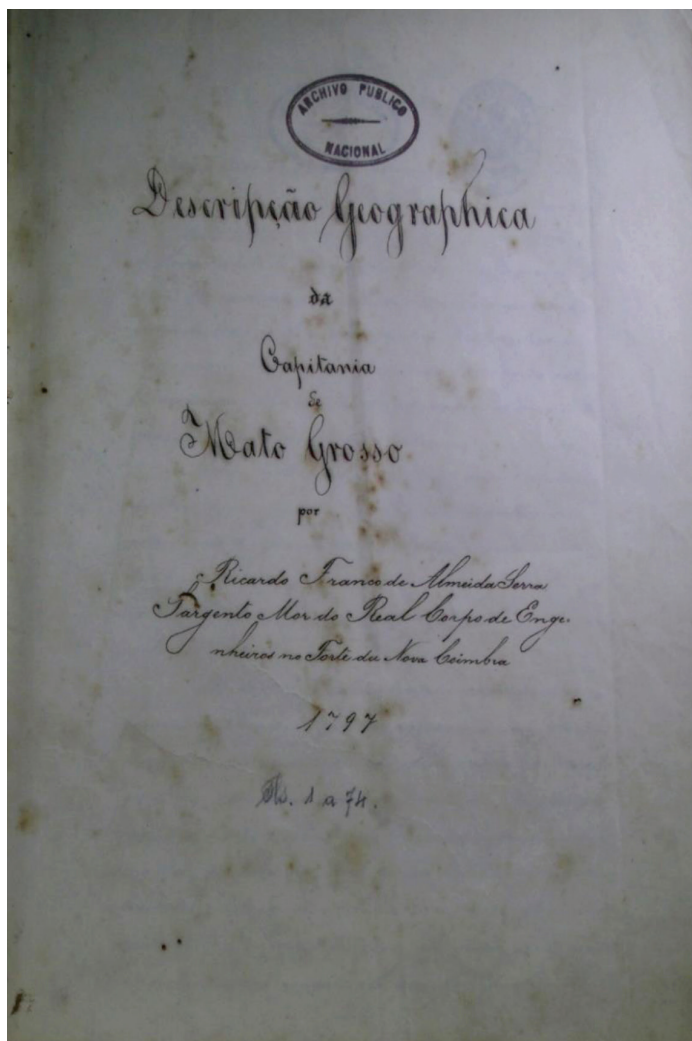 ARCHIVO PUBLICO
NACIONAL
Descripção Geographica
da
Capitania
de
Mato Grosso
por
Ricardo Franco de Almeida Serra
Sargento Mor do Real Corpo de Enge-
nheiros no Forte du Nova Coimbra
1797
Fls. 1 a 74.